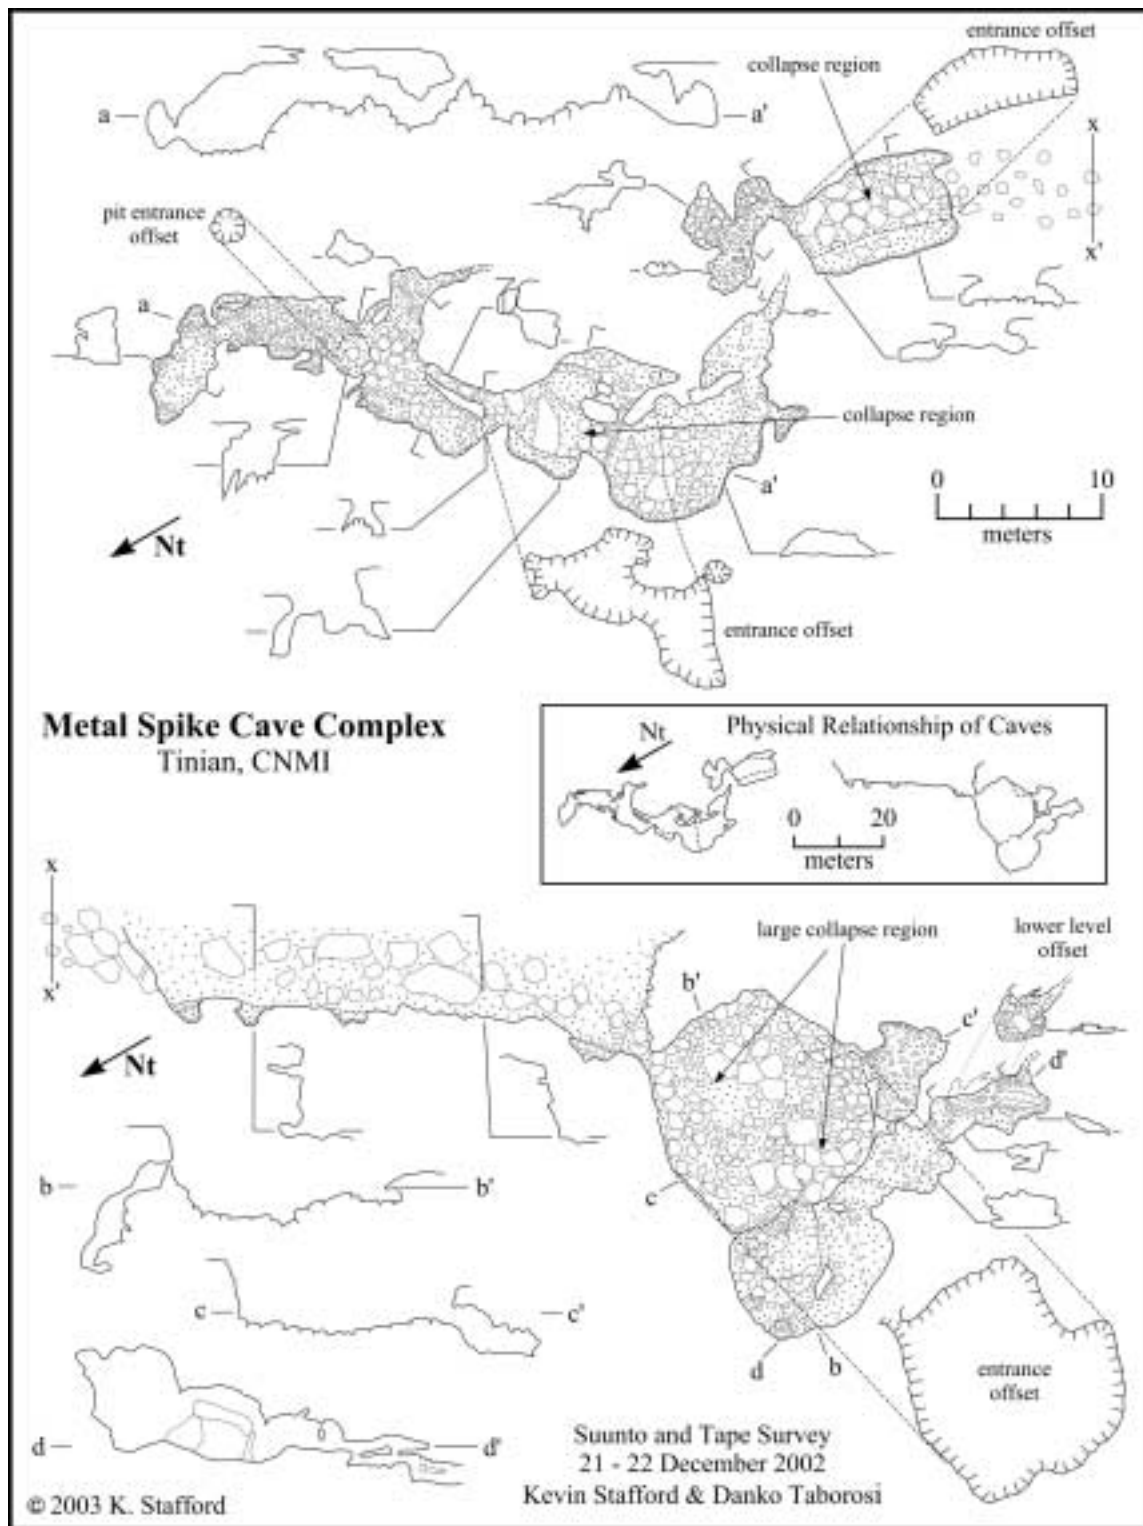 entrance offset
collapse region
a
a'
x
pit entrance
offset
x'
a
collapse region
0 10
a'
meters
Nt
entrance offset
Metal Spike Cave Complex
Tinian, CNMI
Physical Relationship of Caves
Nt
0 20
meters
x
large collapse region
lower level
offset
b'
x'
c'
Nt
d'
b
b'
c
c
c'
d
b
entrance
offset
d
d'
Suunto and Tape Survey
21 - 22 December 2002
Kevin Stafford & Danko Taborosi
© 2003 K. Stafford